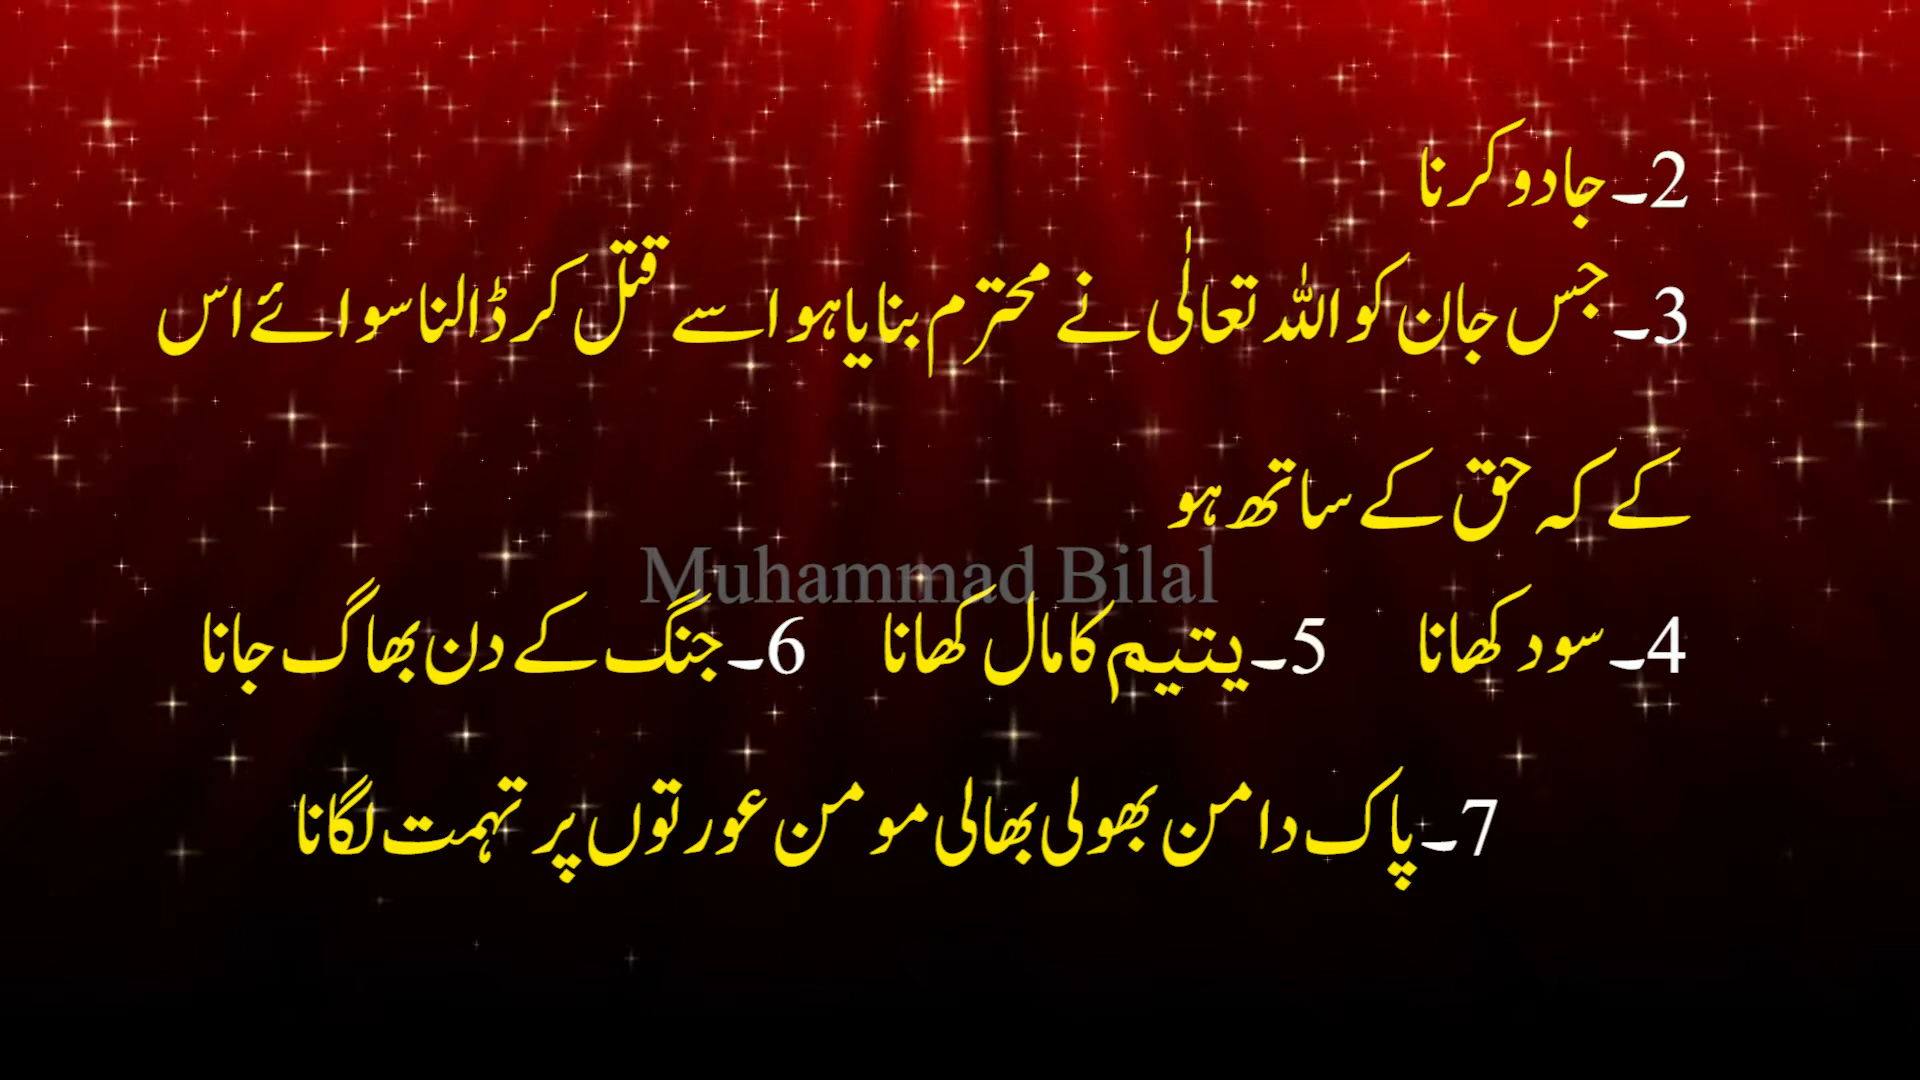 2۔جادو کرنا
3۔جس جان کو اللہ تعالٰی نے محترم بنایا ہو اسے قتل کر ڈالنا سوائے اس
کے کہ حق کے ساتھ ہو
Muhammad Bilal
4۔سود کھانا 5۔یتیم کا مال کھانا 6۔جنگ کے دن بھاگ جانا
7۔پاک دامن بھولی بھالی مومن عورتوں پر تہمت لگانا